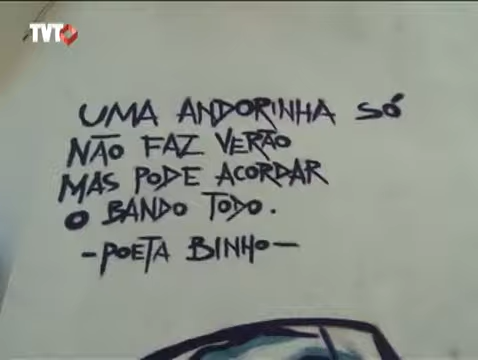 TVT
UMA ANDORINHA SÓ
NÃO FAZ VERÃO
MAS PODE ACORDAR
O BANDO TODO.
-POETA BINHO-